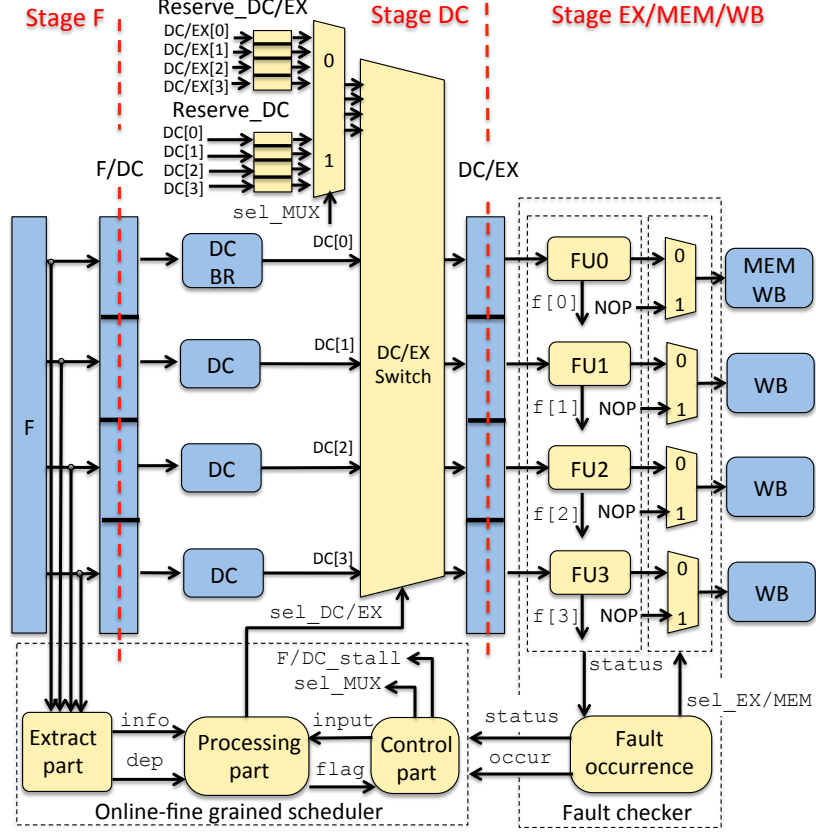 Stage F
Reserve_DC/EX
Stage DC
Stage EX/MEM/WB
DC/EX[0]
DC/EX[1]
DC/EX[2]
DC/EX[3]
0
Reserve_DC
DC[0]
DC[1]
DC[2]
DC[3]
1
F/DC
DC/EX
sel_MUX
F
DC
BR
DC[0]
FU0
0
MEM
WB
f[0]
NOP
1
DC
DC[1]
DC/EX
Switch
FU1
0
WB
f[1]
NOP
1
DC
DC[2]
FU2
0
WB
f[2]
NOP
1
DC
DC[3]
FU3
0
WB
f[3]
NOP
1
sel_DC/EX
F/DC_stall
sel_MUX
status
sel_EX/MEM
Extract
part
info
dep
Processing
part
input
flag
Control
part
status
occur
Fault
occurrence
Online-fine grained scheduler
Fault checker